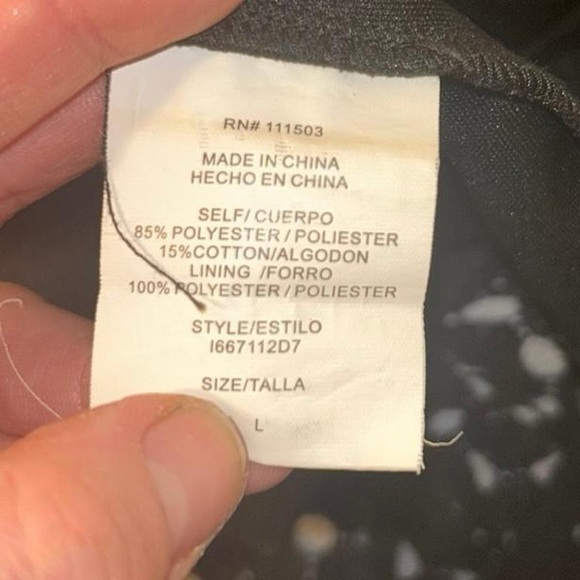 RN# 111503
MADE IN CHINA
HECHO EN CHINA
SELF/ CUERPO
85% POLYESTER / POLIESTER
15%COTTON/ALGODON
LINING /FORRO
100% POLYESTER / POLIESTER
STYLE/ESTILO
I667112D7
SIZE/TALLA
L